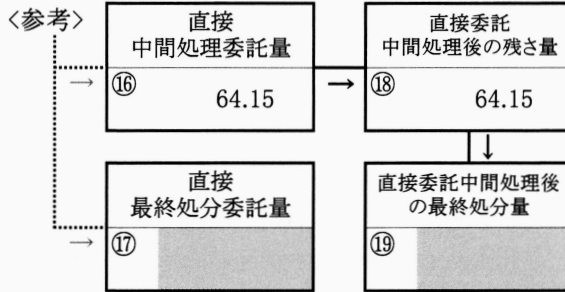 <参考>
直接
中間処理委託量
⑯
64.15
→
→
直接委託
中間処理後の残さ量
⑱
64.15
↓
直接
最終処分委託量
⑰
→
直接委託中間処理後
の最終処分量
⑲